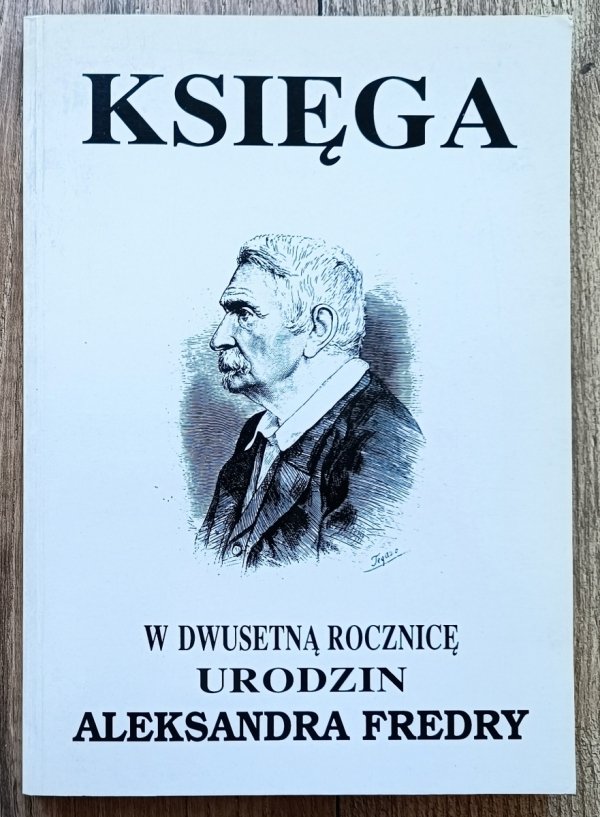 KSIĘGA
W DWUSETNĄ ROCZNICĘ
URODZIN
ALEKSANDRA FREDRY